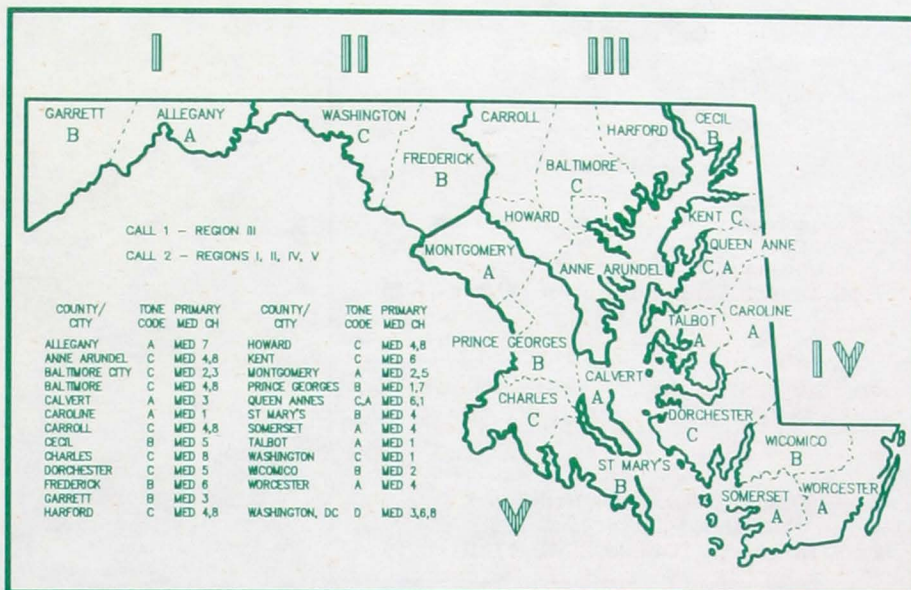 I II III
GARRETT ALLEGANY WASHINGTON CARROLL CECIL
B A C HARFORD B
FREDERICK BALTIMORE
B C
HOWARD KENT C
CALL 1 - REGION III
MONTGOMERY QUEEN ANNE
CALL 2 - REGIONS I, II, IV, V
A ANNE ARUNDEL C,A
COUNTY/ TONE PRIMARY COUNTY/ TONE PRIMARY
CITY CODE MED CH CITY CODE MED CH
ALLEGANY A MED 7 HOWARD C MED 4,8
ANNE ARUNDEL C MED 4,8 KENT C MED 6
BALTIMORE CITY C MED 2,3 MONTGOMERY A MED 2,5
BALTIMORE C MED 4,8 PRINCE GEORGES B MED 1,7
CALVERT A MED 3 QUEEN ANNES C,A MED 6,1
CAROLINE A MED 1 ST MARY'S B MED 4
CARROLL C MED 4,8 SOMERSET A MED 4
CECIL B MED 5 TALBOT A MED 1
CHARLES C MED 8 WASHINGTON C MED 1
DORCHESTER C MED 5 WICOMICO B MED 2
FREDERICK B MED 6 WORCESTER A MED 4
GARRETT B MED 3
HARFORD C MED 4,8 WASHINGTON, DC D MED 3,6,8
CAROLINE
A
TALBOT
A
PRINCE GEORGES
B
IV
CALVERT
A
CHARLES
C
DORCHESTER
C
WICOMICO
B
ST MARY'S
B
SOMERSET WORCESTER
A A
V